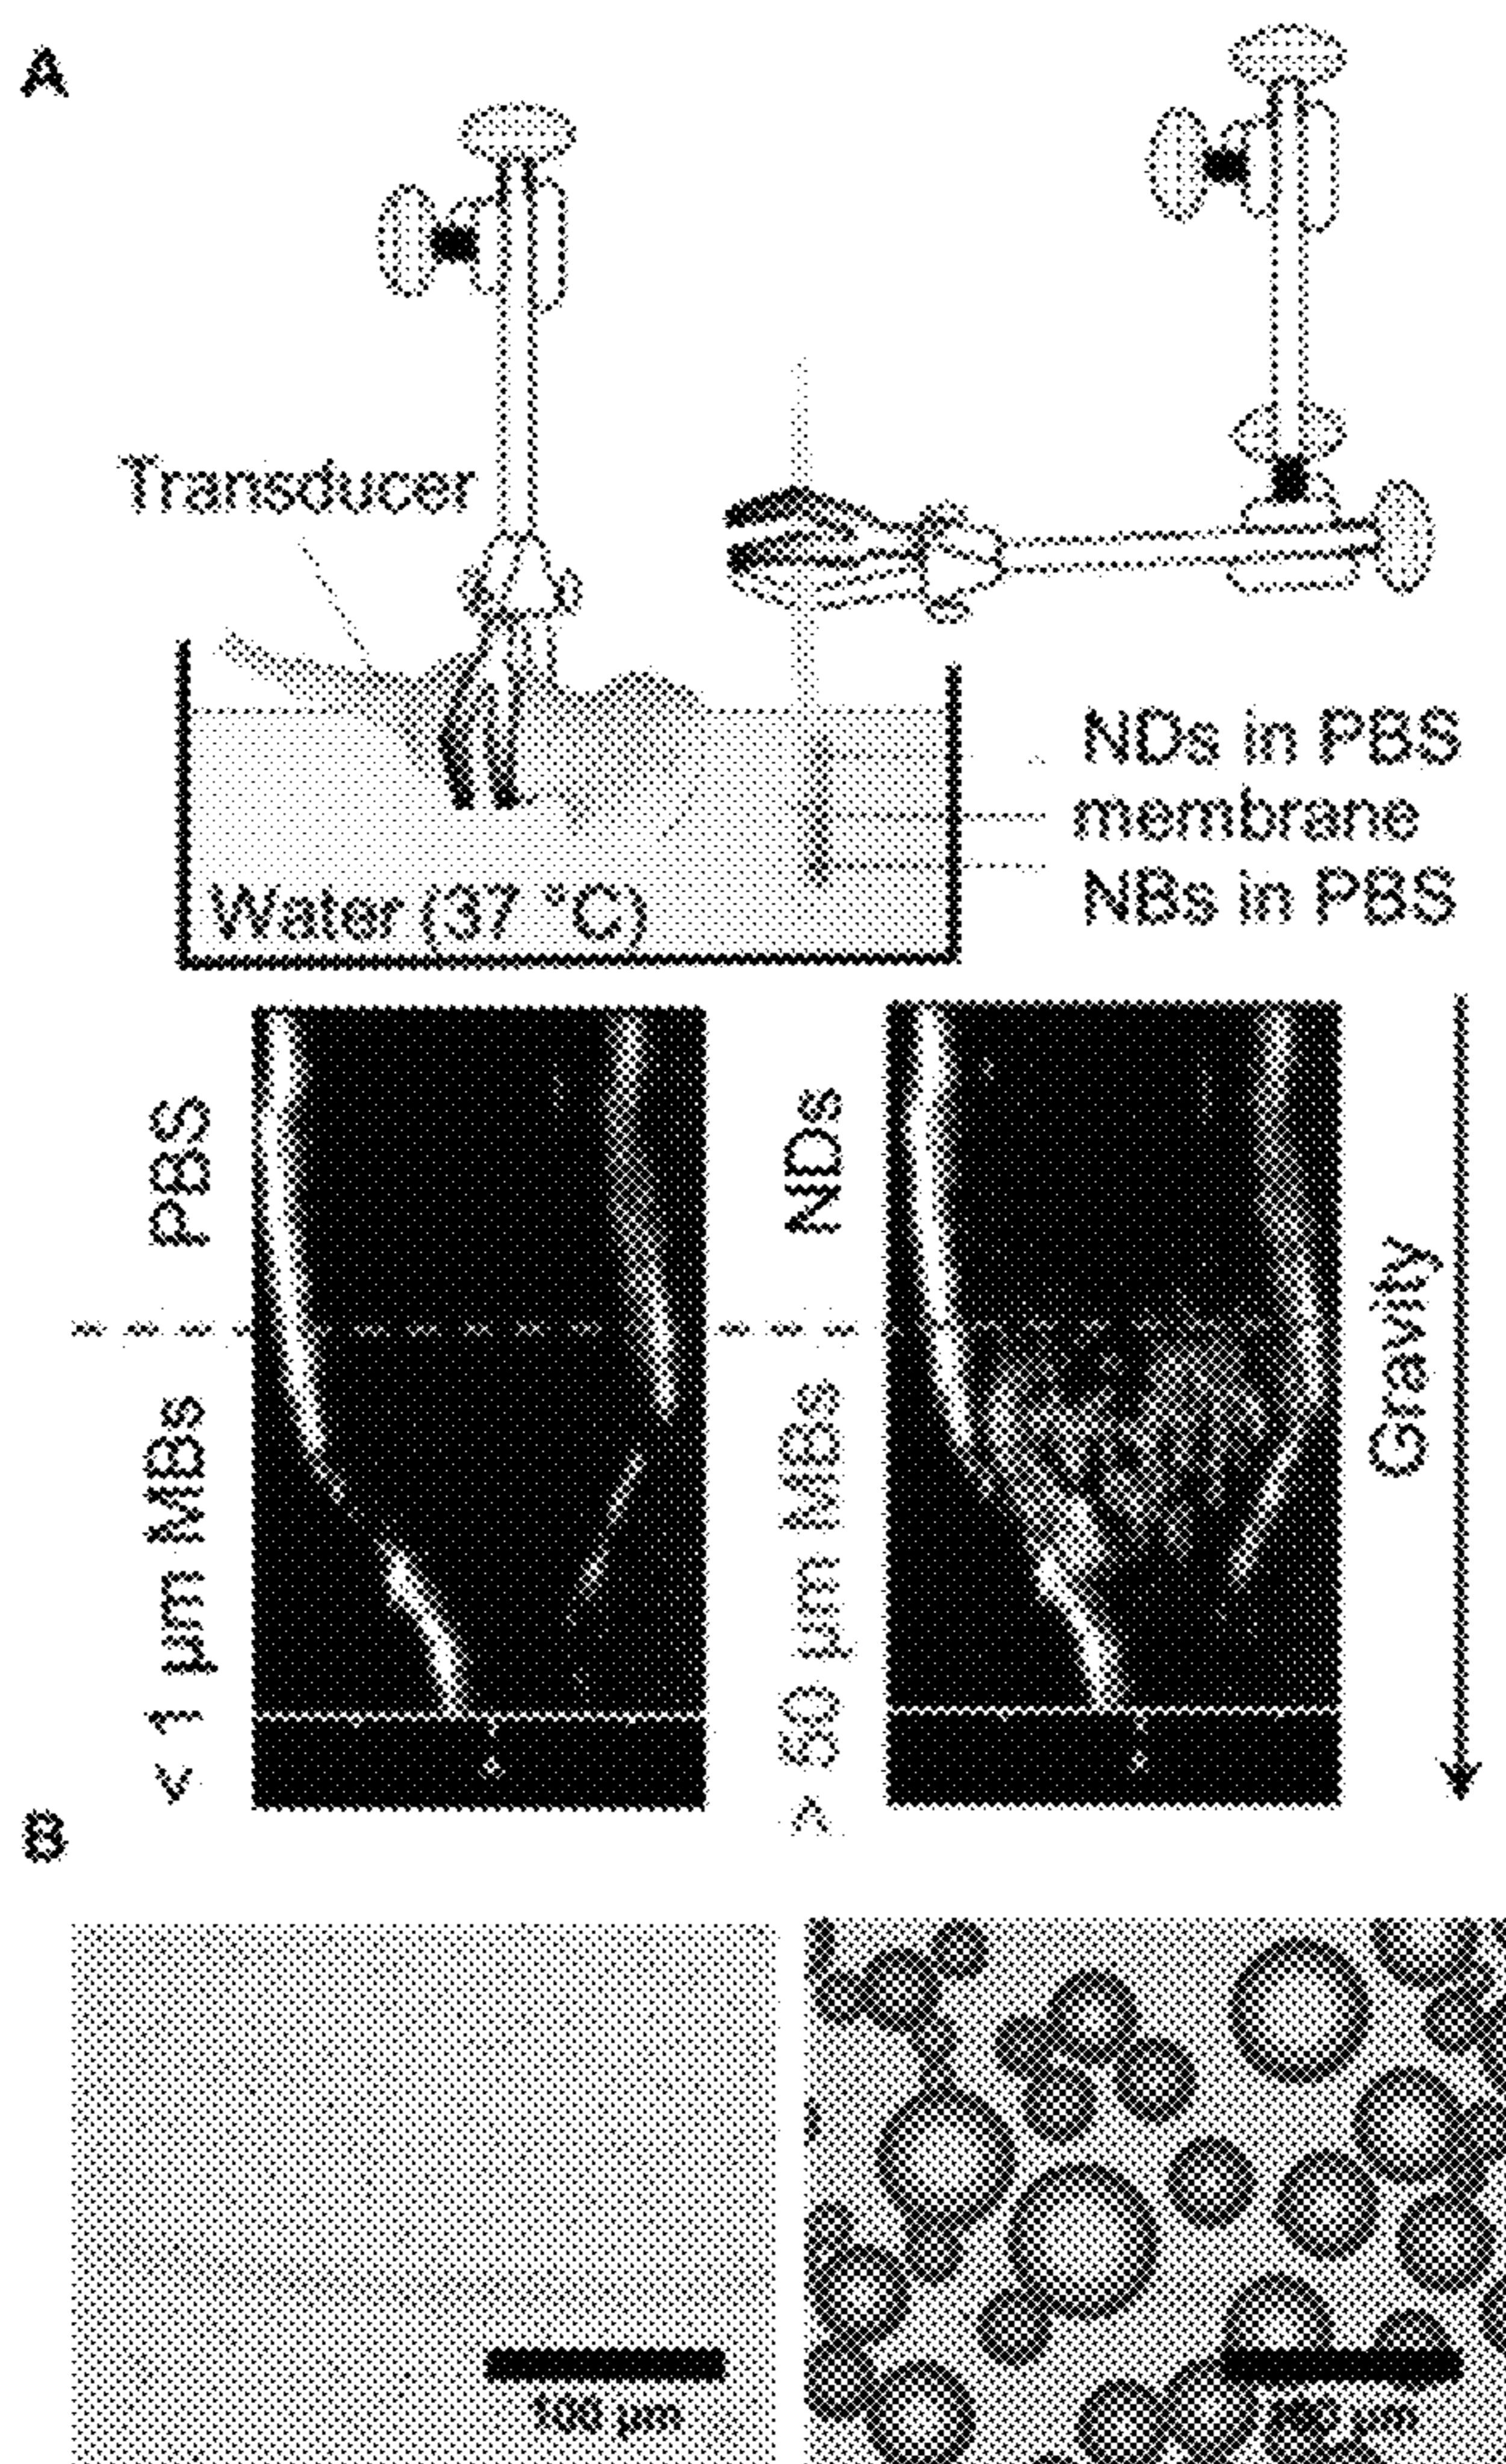 A
Transducer
NDs in PBS
membrane
NBs in PBS
Water (37 °C)
PBS
< 1 µm MBs
NDs
> 50 µm MBs
Gravity
B
100 µm
µm